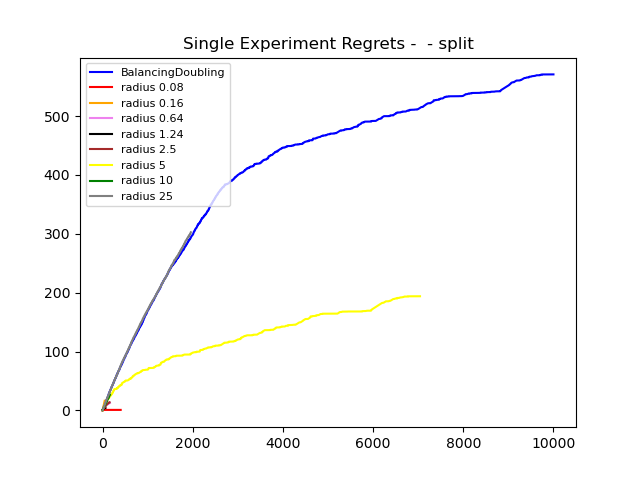 Single Experiment Regrets -  - split
BalancingDoubling
radius 0.08
radius 0.16
radius 0.64
radius 1.24
radius 2.5
radius 5
radius 10
radius 25
500
400
300
200
100
0
0 2000 4000 6000 8000 10000